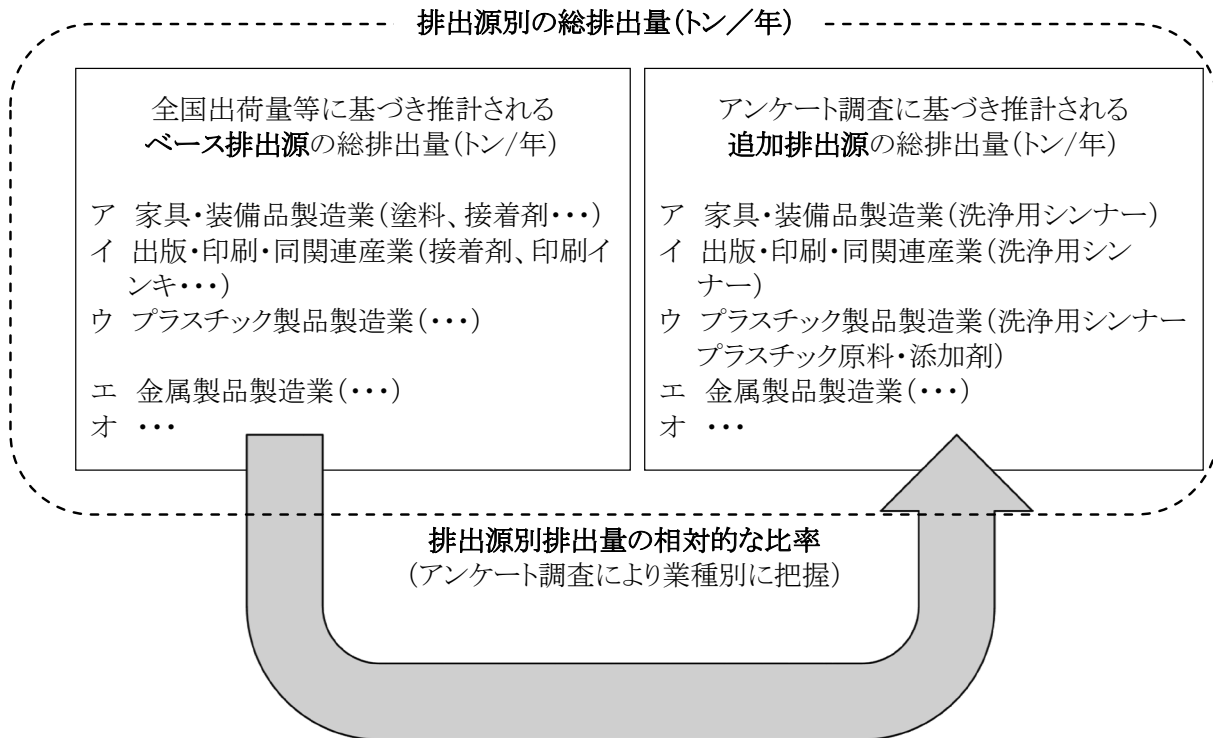 排出源別の総排出量(トン／年)
全国出荷量等に基づき推計される
ベース排出源の総排出量(トン/年)
ア 家具・装備品製造業(塗料、接着剤・・・)
イ 出版・印刷・同関連産業(接着剤、印刷イ
ンキ・・・)
ウ プラスチック製品製造業(・・・)
エ 金属製品製造業(・・・)
オ ・・・
アンケート調査に基づき推計される
追加排出源の総排出量(トン/年)
ア 家具・装備品製造業(洗浄用シンナー)
イ 出版・印刷・同関連産業(洗浄用シン
ナー)
ウ プラスチック製品製造業(洗浄用シンナー
プラスチック原料・添加剤)
エ 金属製品製造業(・・・)
オ ・・・
排出源別排出量の相対的な比率
(アンケート調査により業種別に把握)